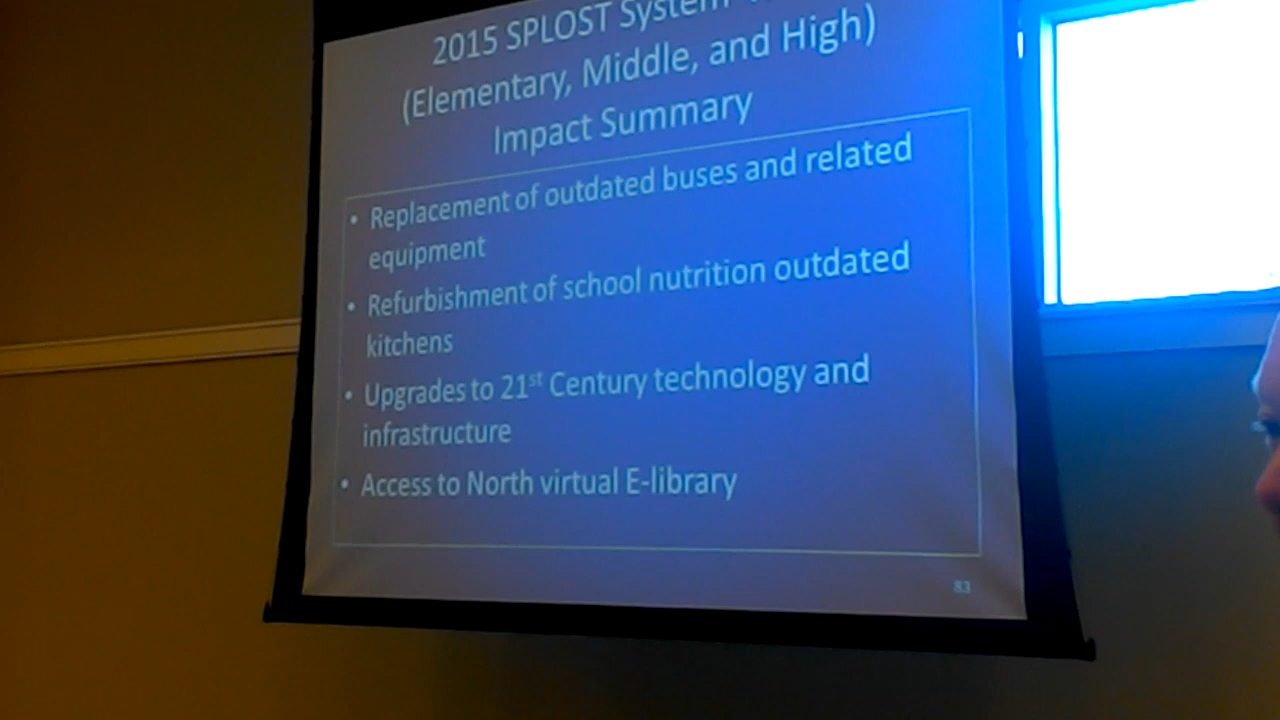 2015 SPLOST System
(Elementary, Middle, and High)
Impact Summary
• Replacement of outdated buses and related
equipment
• Refurbishment of school nutrition outdated
kitchens
• Upgrades to 21st Century technology and
infrastructure
• Access to North virtual E-library
83